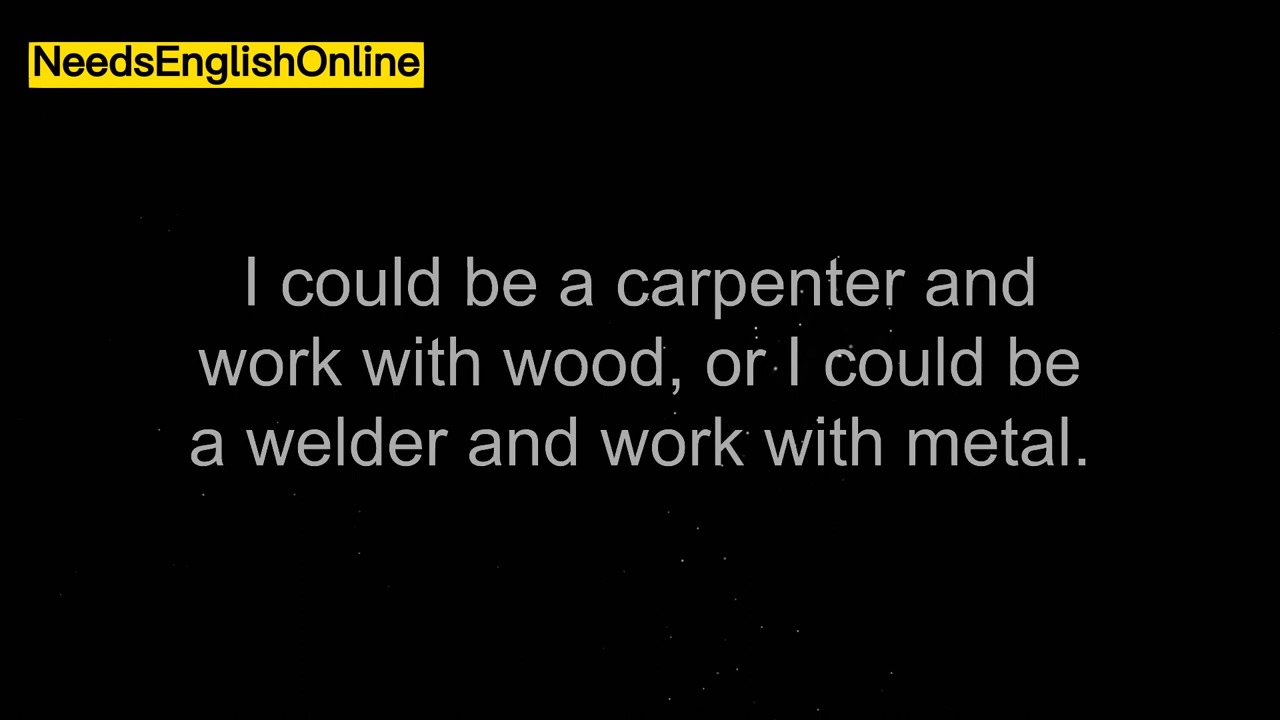 NeedsEnglishOnline
I could be a carpenter and
work with wood, or I could be
a welder and work with metal.